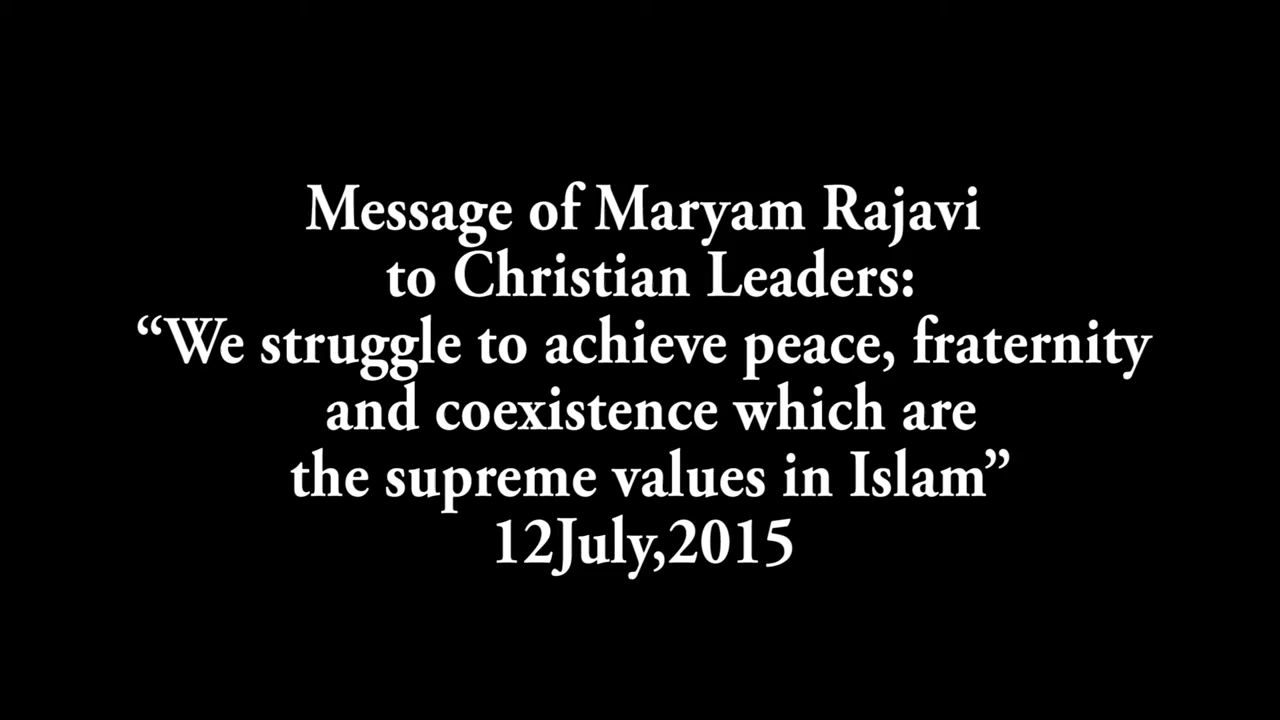 Message of Maryam Rajavi
to Christian Leaders:
“We struggle to achieve peace, fraternity
and coexistence which are
the supreme values in Islam”
12July,2015